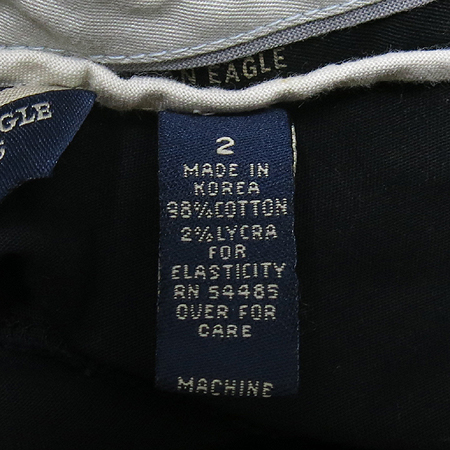 N EAGLE
GLE
2
MADE IN
KOREA
98% COTTON
2% LYCRA
FOR
ELASTICITY
RN 54485
OVER FOR
CARE
MACHINE